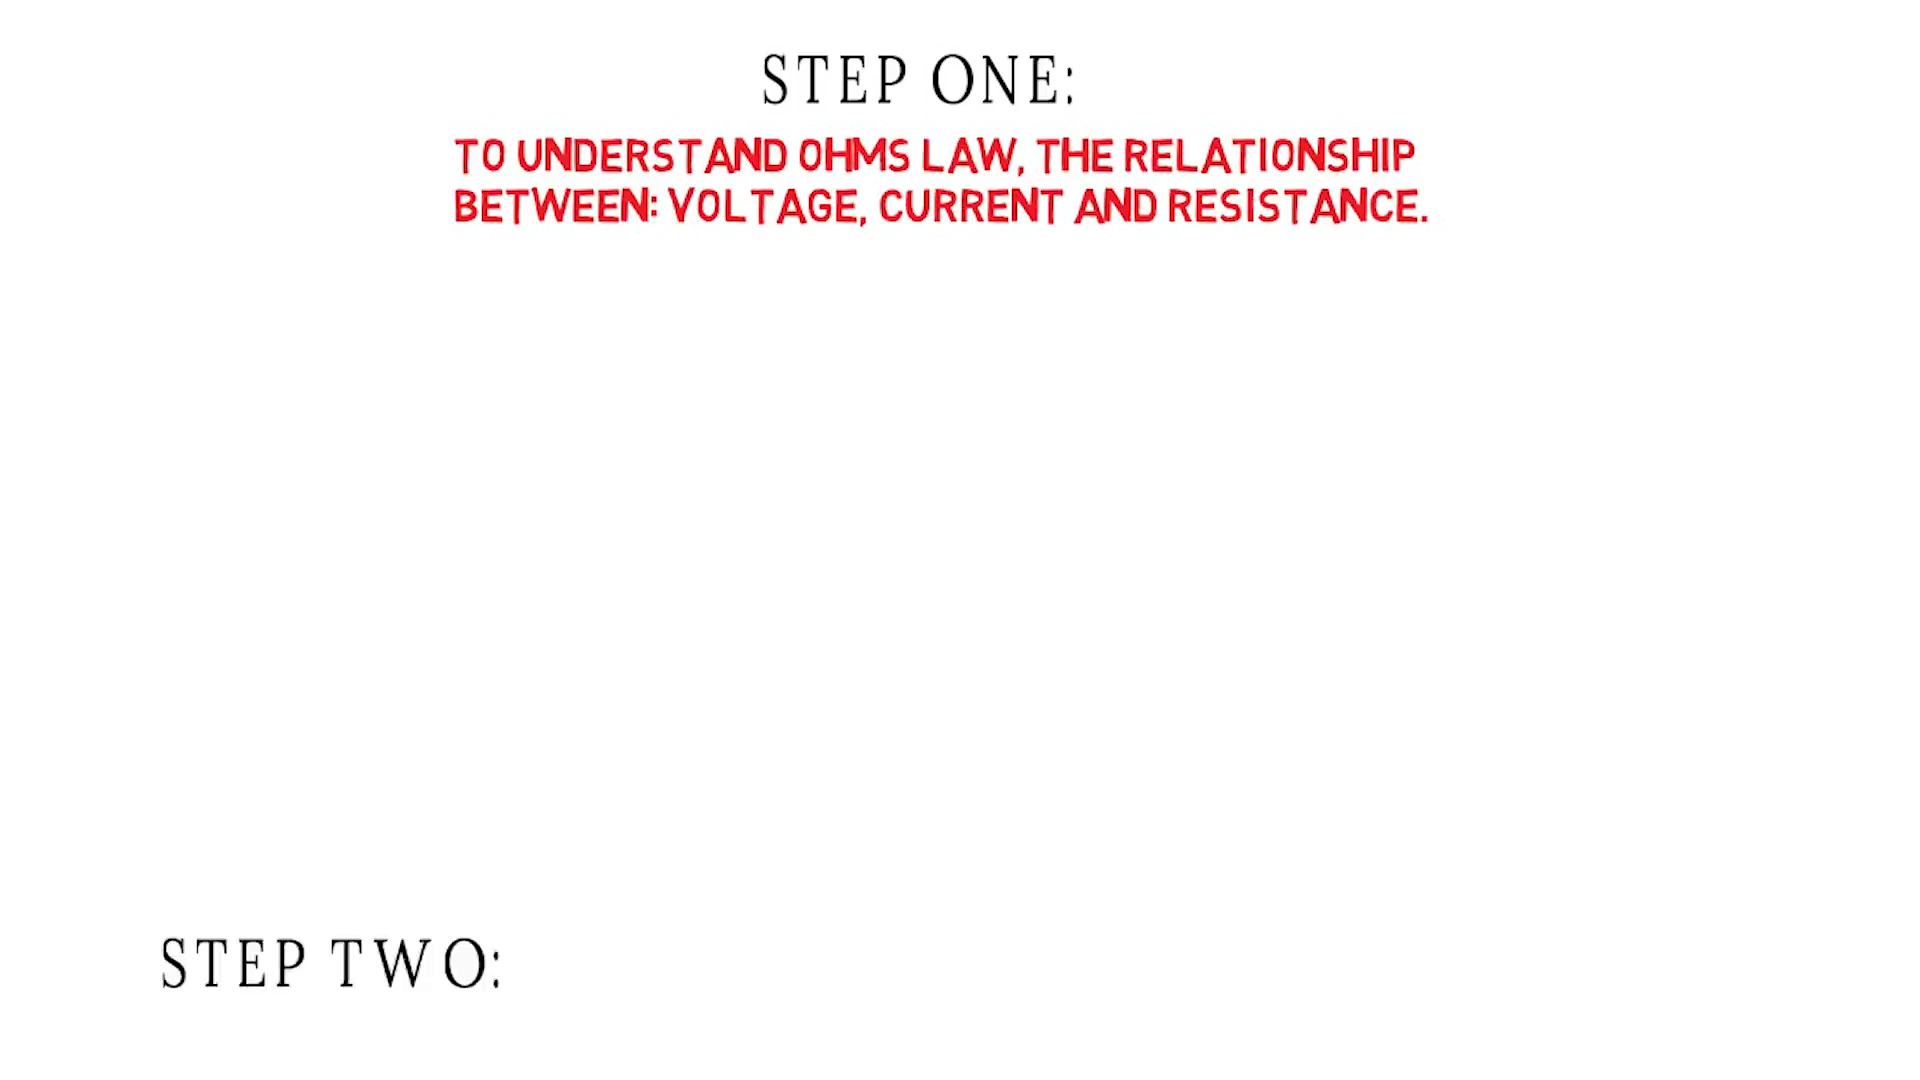 STEP ONE:
TO UNDERSTAND OHMS LAW, THE RELATIONSHIP
BETWEEN: VOLTAGE, CURRENT AND RESISTANCE.
STEP TWO: